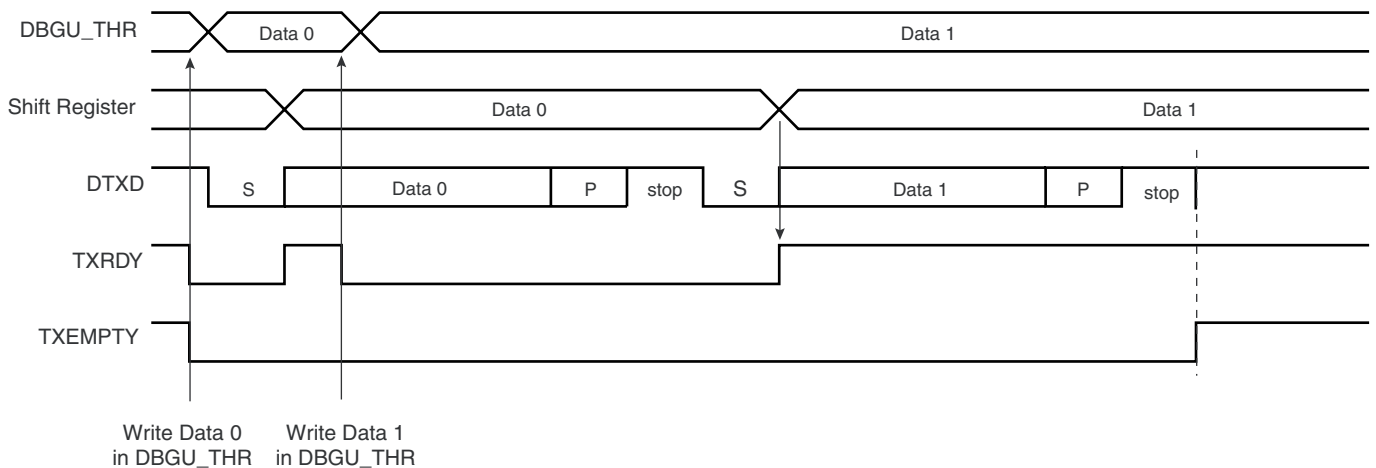 DBGU_THR
Data 0
Data 1
Shift Register
Data 0
Data 1
DTXD
S
Data 0
P
stop
S
Data 1
P
stop
TXRDY
TXEMPTY
Write Data 0
in DBGU_THR
Write Data 1
in DBGU_THR